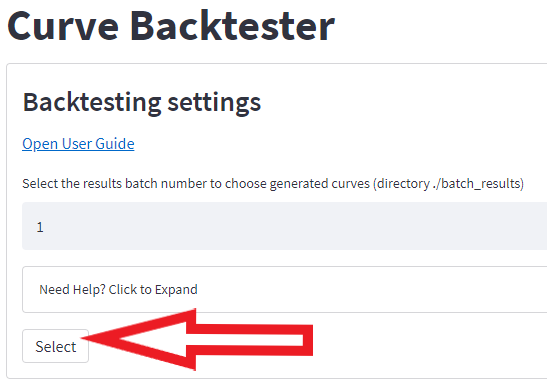 Curve Backtester
Backtesting settings
Open User Guide
Select the results batch number to choose generated curves (directory ./batch_results)
1
Need Help? Click to Expand
Select